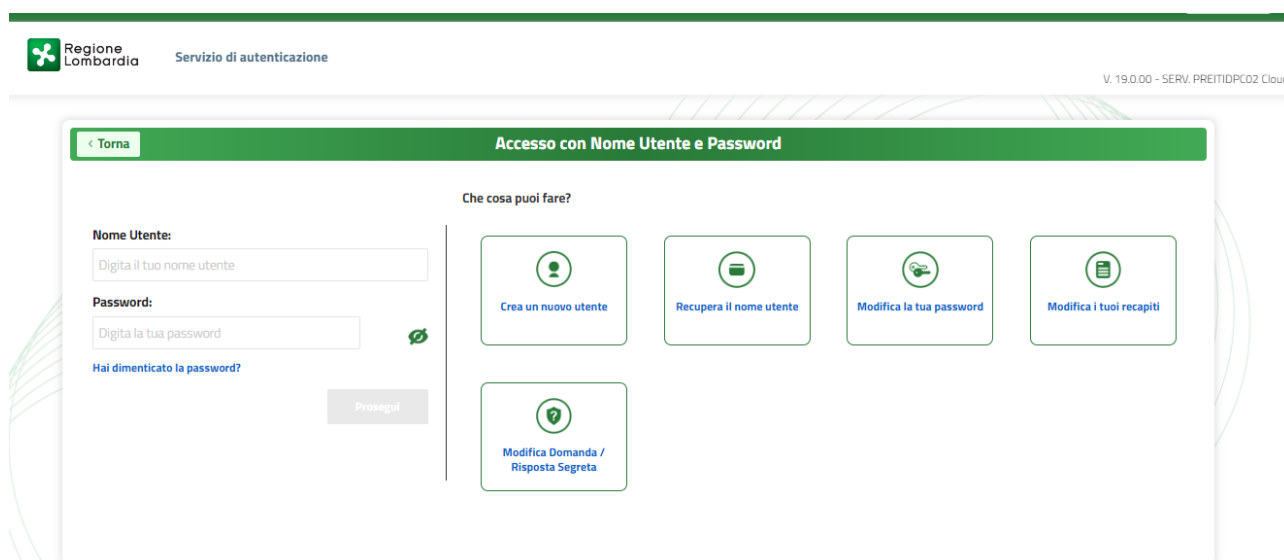 Regione
Lombardia
Servizio di autenticazione
V. 19.0.00 - SERV. PREITIDPC02
< Torna
Accesso con Nome Utente e Password
Che cosa puoi fare?
Nome Utente:
Digita il tuo nome utente
Password:
Digita la tua password
Hai dimenticato la password?
Prosegui
Crea un nuovo utente
Recupera il nome utente
Modifica la tua password
Modifica i tuoi recapiti
Modifica Domanda /
Risposta Segreta